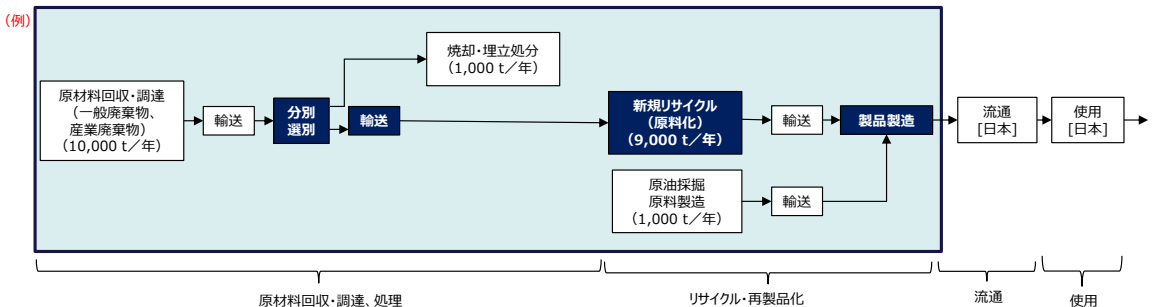 (例)
焼却・埋立処分
(1,000 t／年)
原材料回収・調達
(一般廃棄物、
産業廃棄物)
(10,000 t／年)
輸送
分別
選別
輸送
新規リサイクル
(原料化)
(9,000 t／年)
輸送
製品製造
流通
[日本]
使用
[日本]
原油採掘
原料製造
(1,000 t／年)
輸送
原材料回収・調達、処理
リサイクル・再製品化
流通
使用